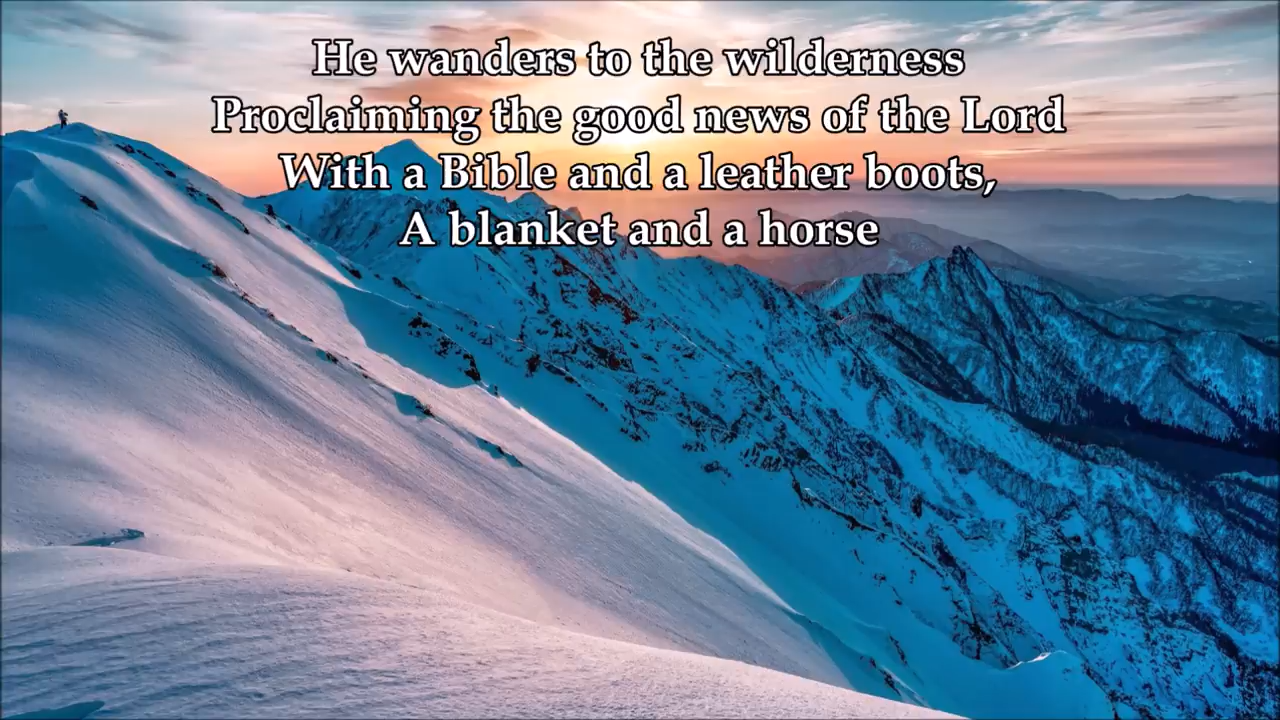 He wanders to the wilderness
Proclaiming the good news of the Lord
With a Bible and a leather boots,
A blanket and a horse